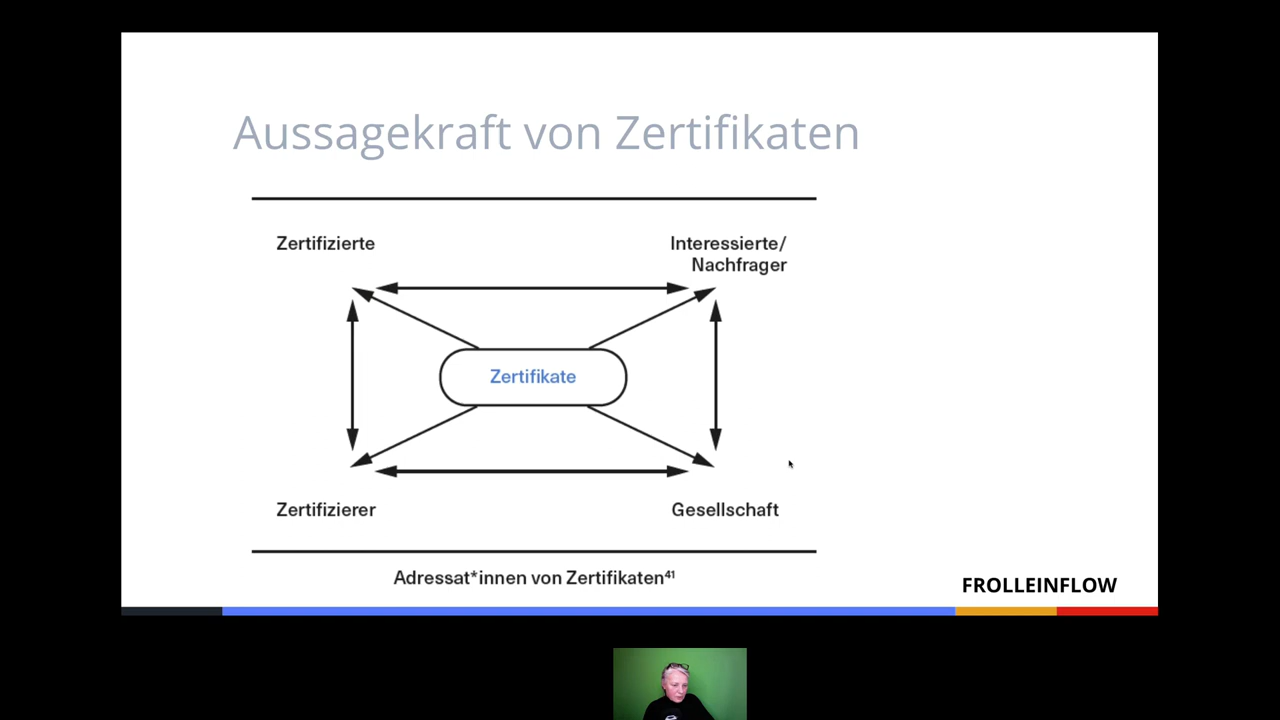 Aussagekraft von Zertifikaten
Zertifizierte
Interessierte/
Nachfrager
Zertifikate
Zertifizierer
Gesellschaft
Adressat*innen von Zertifikaten⁴¹
FROLLEINFLOW